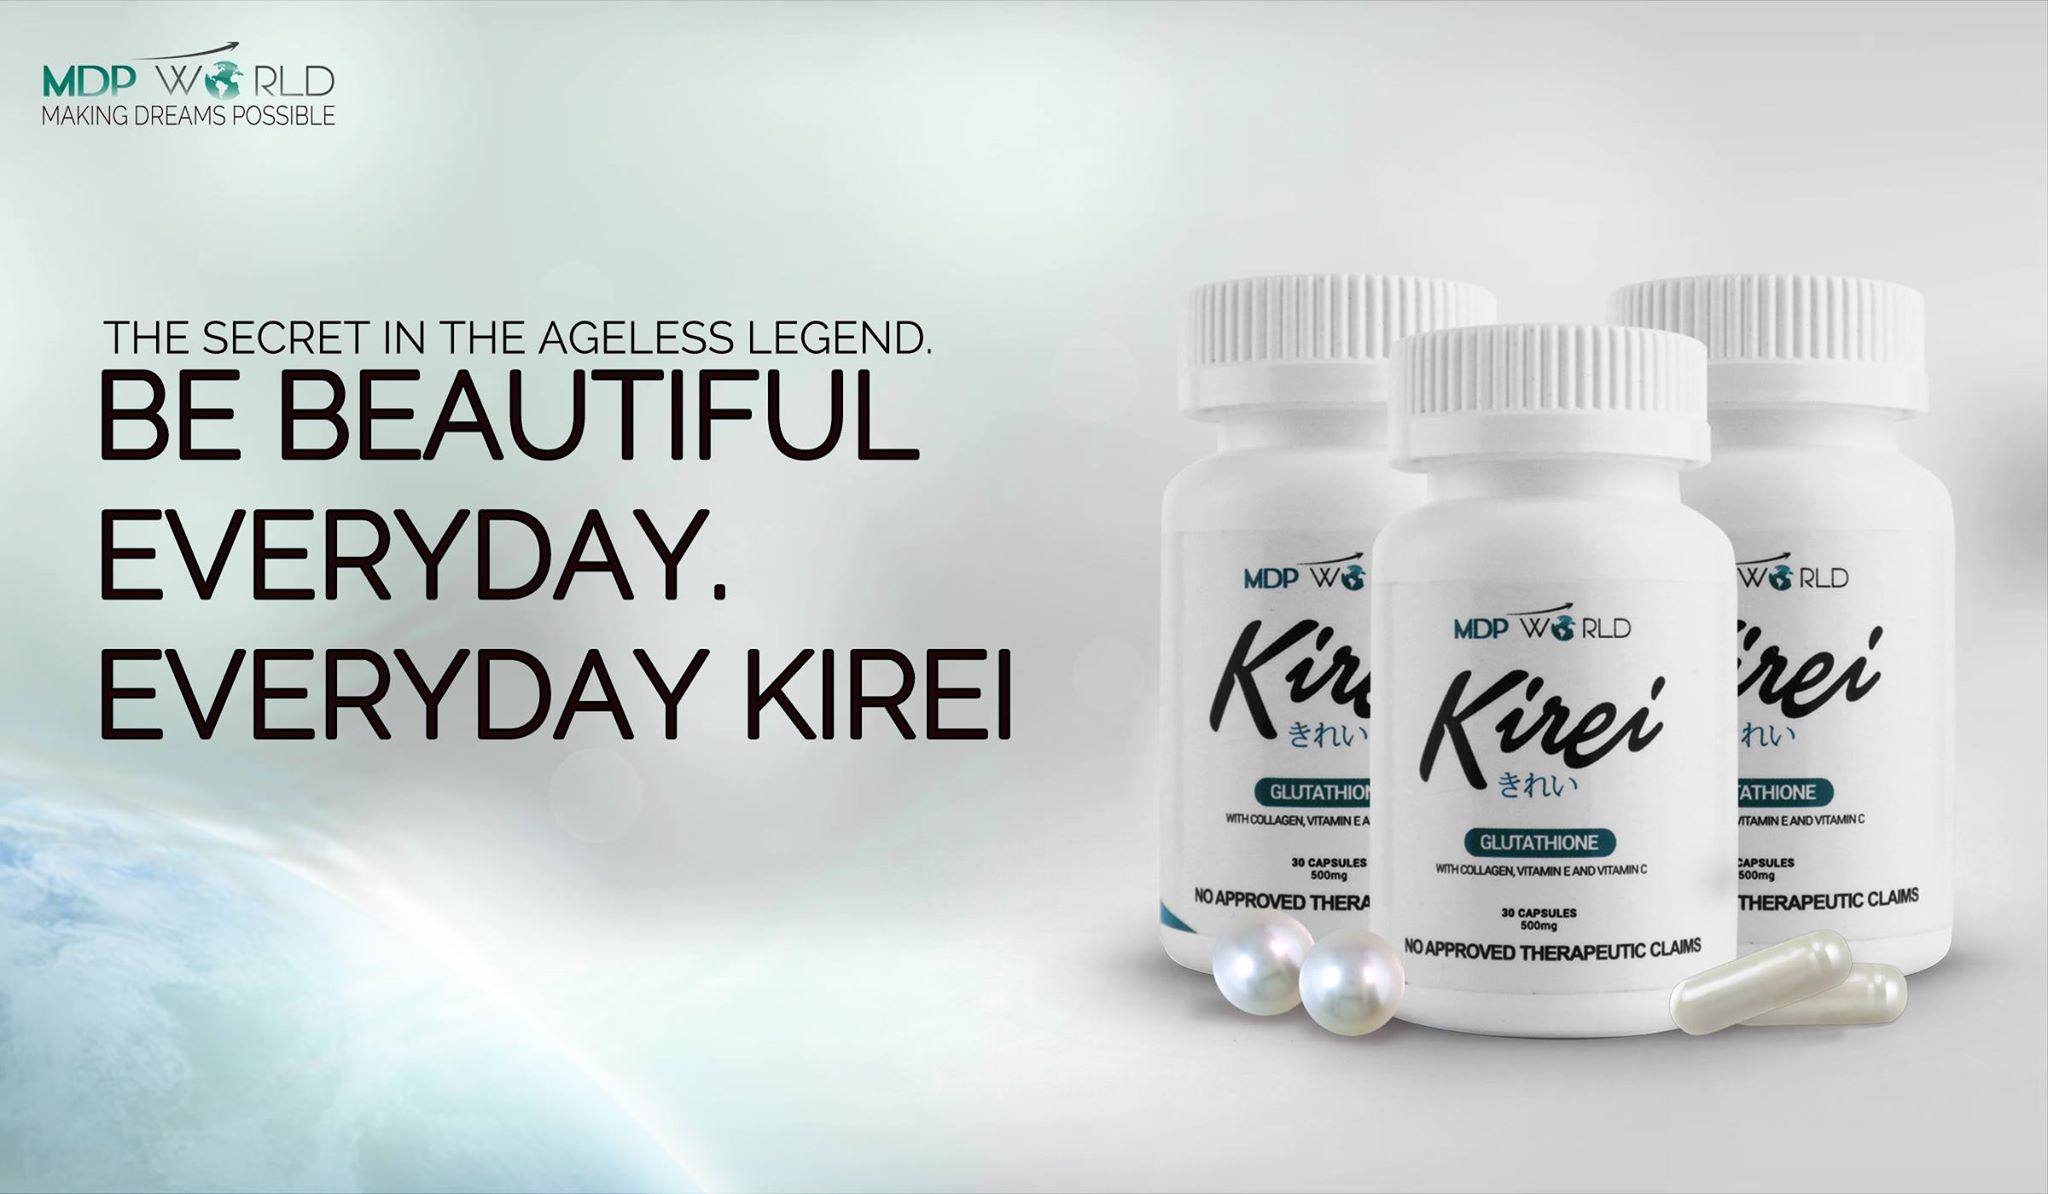 MDP WORLD
MAKING DREAMS POSSIBLE
THE SECRET IN THE AGELESS LEGEND.
BE BEAUTIFUL
EVERYDAY.
EVERYDAY KIREI
MDP WO
Kire
きれい
GLUTATHION
WITH COLLAGEN, VITAMIN E A
30 CAPSULES
500mg
NO APPROVED THERA
MDP WORLD
Kirei
きれい
GLUTATHIONE
WITH COLLAGEN, VITAMIN E AND VITAMIN C
30 CAPSULES
500mg
NO APPROVED THERAPEUTIC CLAIMS
WORLD
irei
れい
ATHIONE
VITAMIN E AND VITAMIN C
CAPSULES
500mg
THERAPEUTIC CLAIMS